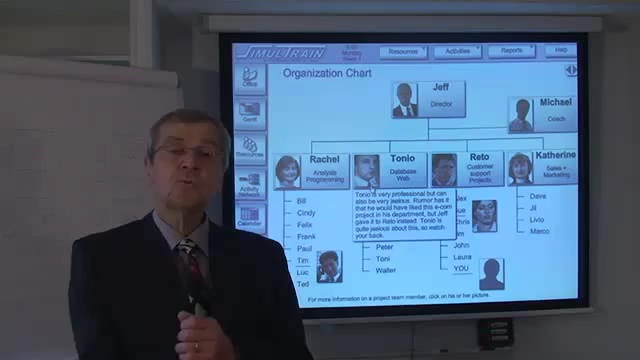 SIMULTRAIN
Monday
Resources
Activities
Reports
Help
Office
Organization Chart
Gantt
Resources
Activity
Network
Calendar
Jeff
Director
Michael
Coach
Rachel
Analysis
Programming
Tonio
Database
Web
Reto
Customer
support
Projects
Katherine
Sales +
Marketing
Tonio is very professional but can
also be very jealous. Rumor has it
that he would have liked this e-com
project in his department, but Jeff
gave it to Reto instead. Tonio is
quite jealous about this, so watch
your back.
Bill
Cindy
Felix
Frank
Paul
Tim
Luc
Ted
Peter
Toni
Walter
John
Laura
YOU
Dave
Jil
Livio
Marco
For more information on a project team member, click on his or her picture.